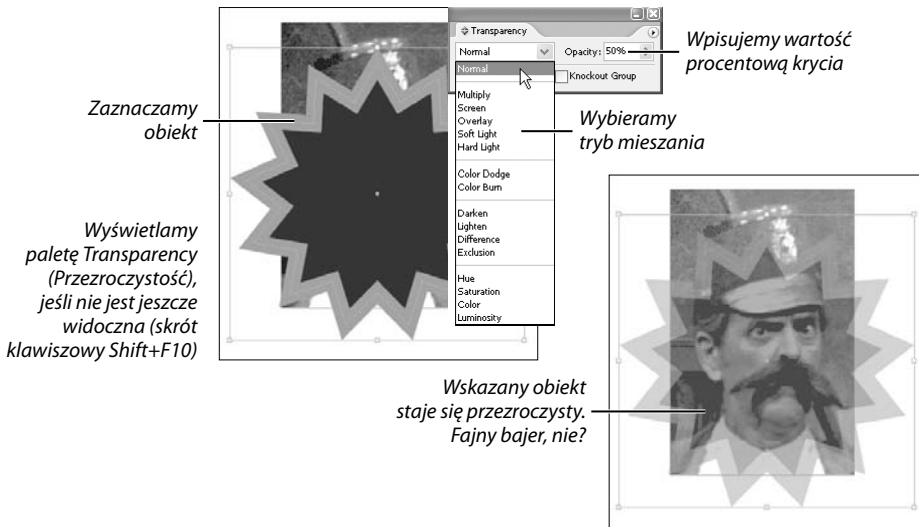 Transparency
Normal
Opacity: 50%
Normal
Knockout Group
Multiply
Screen
Overlay
Soft Light
Hard Light
Color Dodge
Color Burn
Darken
Lighten
Difference
Exclusion
Hue
Saturation
Color
Luminosity
Wpisujemy wartość
procentową krycia
Zaznaczamy
obiekt
Wybieramy
tryb mieszania
Wyświetlamy
paletę Transparency
(Przezroczystość),
jeśli nie jest jeszcze
widoczna (skrót
klawiszowy Shift+F10)
Wskazany obiekt
staje się przezroczysty.
Fajny bajer, nie?